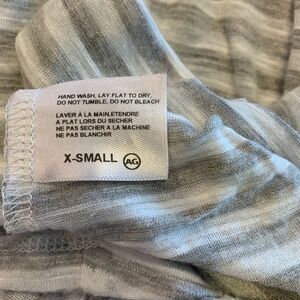 HAND WASH, LAY FLAT TO DRY,
DO NOT TUMBLE, DO NOT BLEACH
LAVER À LA MAIN,ETENDRE
A PLAT LORS DU SECHER
NE PAS SECHER A LA MACHINE
NE PAS BLANCHIR
X-SMALL AG